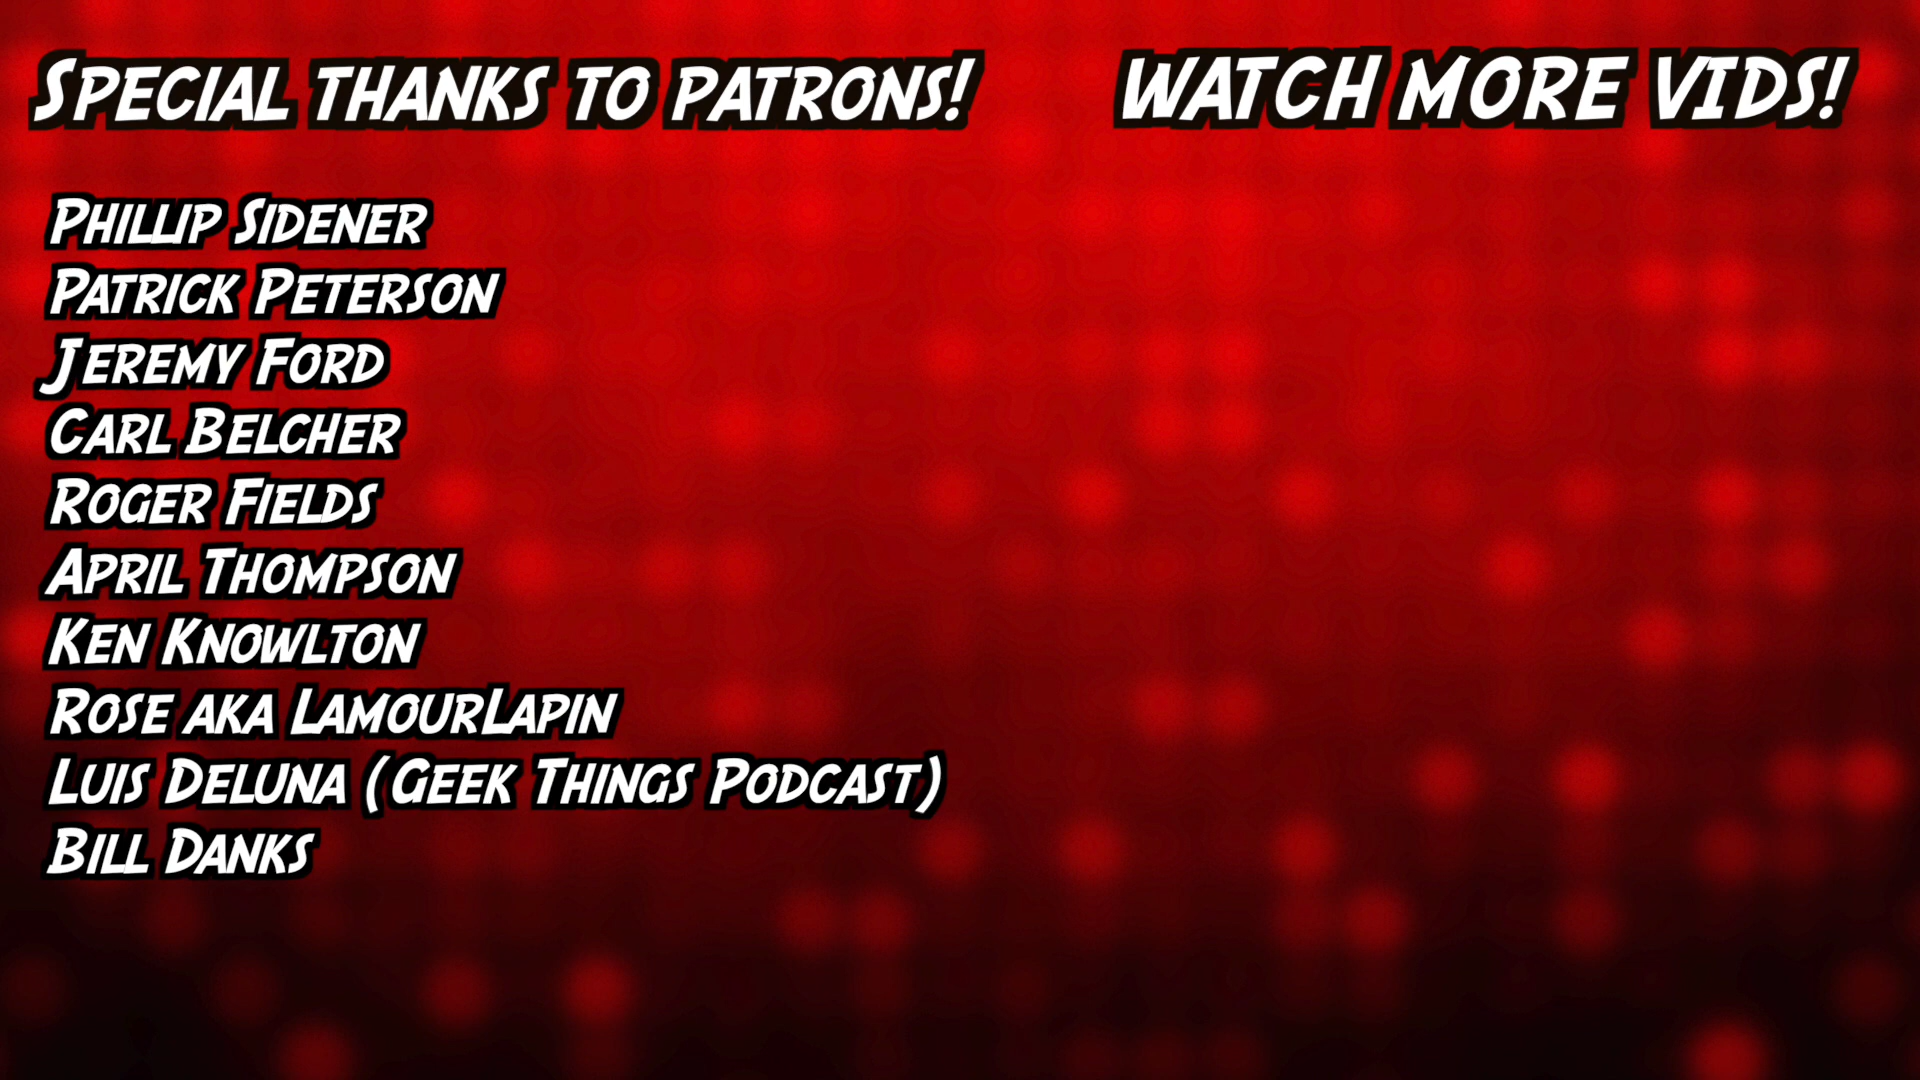 Special thanks to patrons!
WATCH MORE VIDS!
Phillip Sidener
Patrick Peterson
Jeremy Ford
Carl Belcher
Roger Fields
April Thompson
Ken Knowlton
Rose aka LamourLapin
Luis Deluna (Geek Things Podcast)
Bill Danks